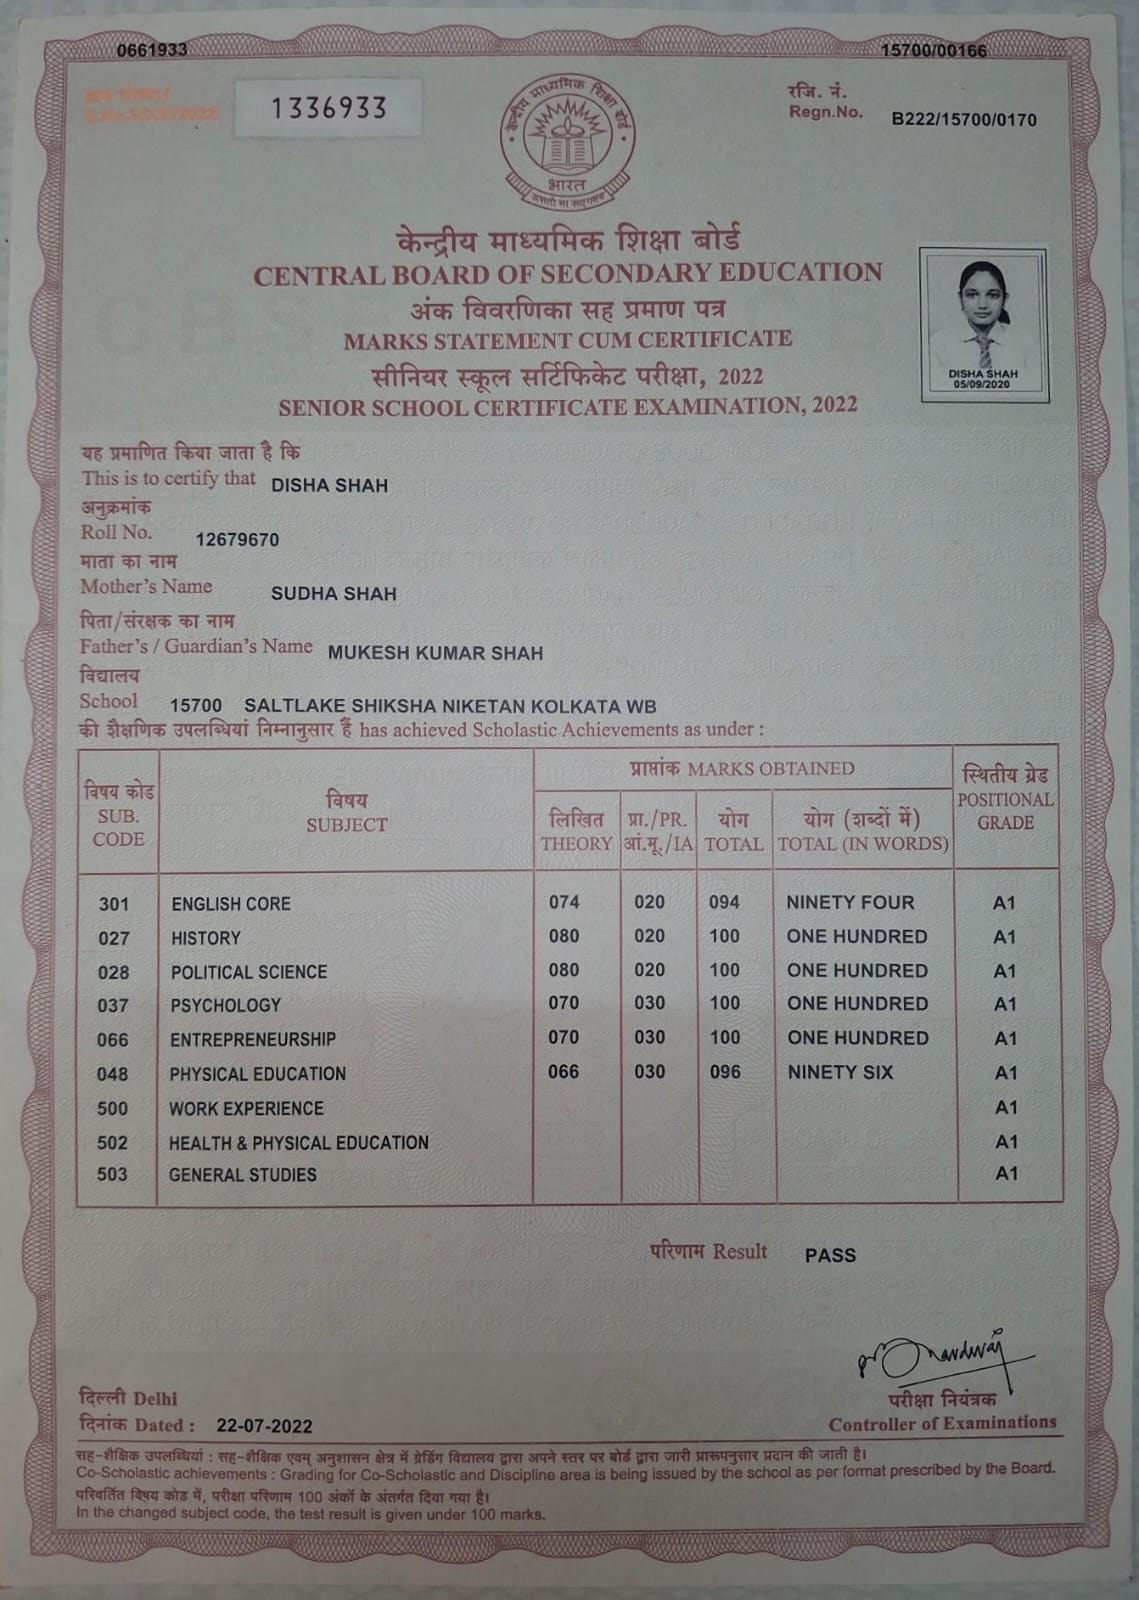 0661933
15700/00166
1336933
रजि. नं.
Regn.No. B222/15700/0170
केन्द्रीय माध्यमिक शिक्षा बोर्ड
भारत
असतो मा सद्गमय
केन्द्रीय माध्यमिक शिक्षा बोर्ड
CENTRAL BOARD OF SECONDARY EDUCATION
अंक विवरणिका सह प्रमाण पत्र
MARKS STATEMENT CUM CERTIFICATE
सीनियर स्कूल सर्टिफिकेट परीक्षा, 2022
SENIOR SCHOOL CERTIFICATE EXAMINATION, 2022
DISHA SHAH
05/09/2020
यह प्रमाणित किया जाता है कि
This is to certify that DISHA SHAH
अनुक्रमांक
Roll No. 12679670
माता का नाम
Mother's Name SUDHA SHAH
पिता/संरक्षक का नाम
Father's / Guardian's Name MUKESH KUMAR SHAH
विद्यालय
School 15700 SALTLAKE SHIKSHA NIKETAN KOLKATA WB
की शैक्षणिक उपलब्धियां निम्नानुसार हैं has achieved Scholastic Achievements as under :
विषय कोड
SUB.
CODE
विषय
SUBJECT
प्राप्तांक MARKS OBTAINED
लिखित
THEORY
प्रा./PR.
आं.मू./IA
योग
TOTAL
योग (शब्दों में)
TOTAL (IN WORDS)
स्थितीय ग्रेड
POSITIONAL
GRADE
301 ENGLISH CORE 074 020 094 NINETY FOUR A1
027 HISTORY 080 020 100 ONE HUNDRED A1
028 POLITICAL SCIENCE 080 020 100 ONE HUNDRED A1
037 PSYCHOLOGY 070 030 100 ONE HUNDRED A1
066 ENTREPRENEURSHIP 070 030 100 ONE HUNDRED A1
048 PHYSICAL EDUCATION 066 030 096 NINETY SIX A1
500 WORK EXPERIENCE A1
502 HEALTH & PHYSICAL EDUCATION A1
503 GENERAL STUDIES A1
परिणाम Result PASS
दिल्ली Delhi
दिनांक Dated : 22-07-2022
परीक्षा नियंत्रक
Controller of Examinations
सह-शैक्षिक उपलब्धियां : सह-शैक्षिक एवम् अनुशासन क्षेत्र में ग्रेडिंग विद्यालय द्वारा अपने स्तर पर बोर्ड द्वारा जारी प्रारूपनुसार प्रदान की जाती है।
Co-Scholastic achievements : Grading for Co-Scholastic and Discipline area is being issued by the school as per format prescribed by the Board.
परिवर्तित विषय कोड में, परीक्षा परिणाम 100 अंकों के अंतर्गत दिया गया है।
In the changed subject code, the test result is given under 100 marks.